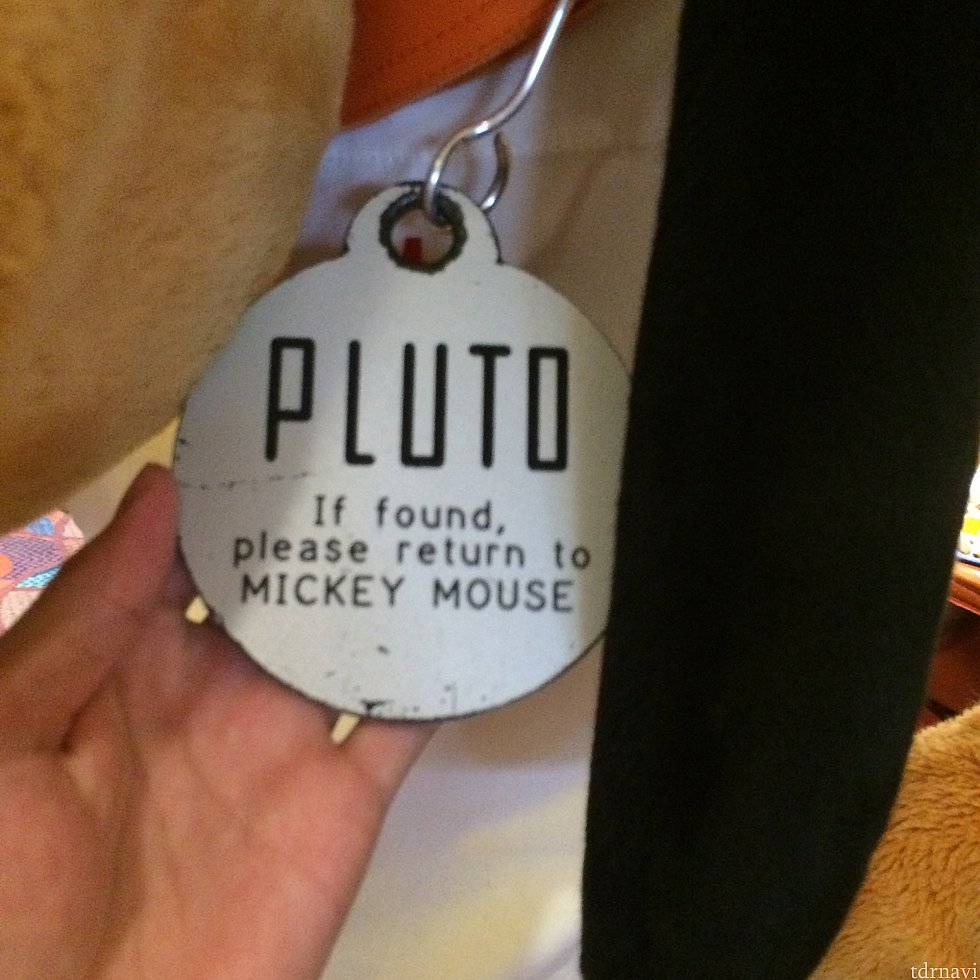 PLUTO
If found,
please return to
MICKEY MOUSE
tdrnavi